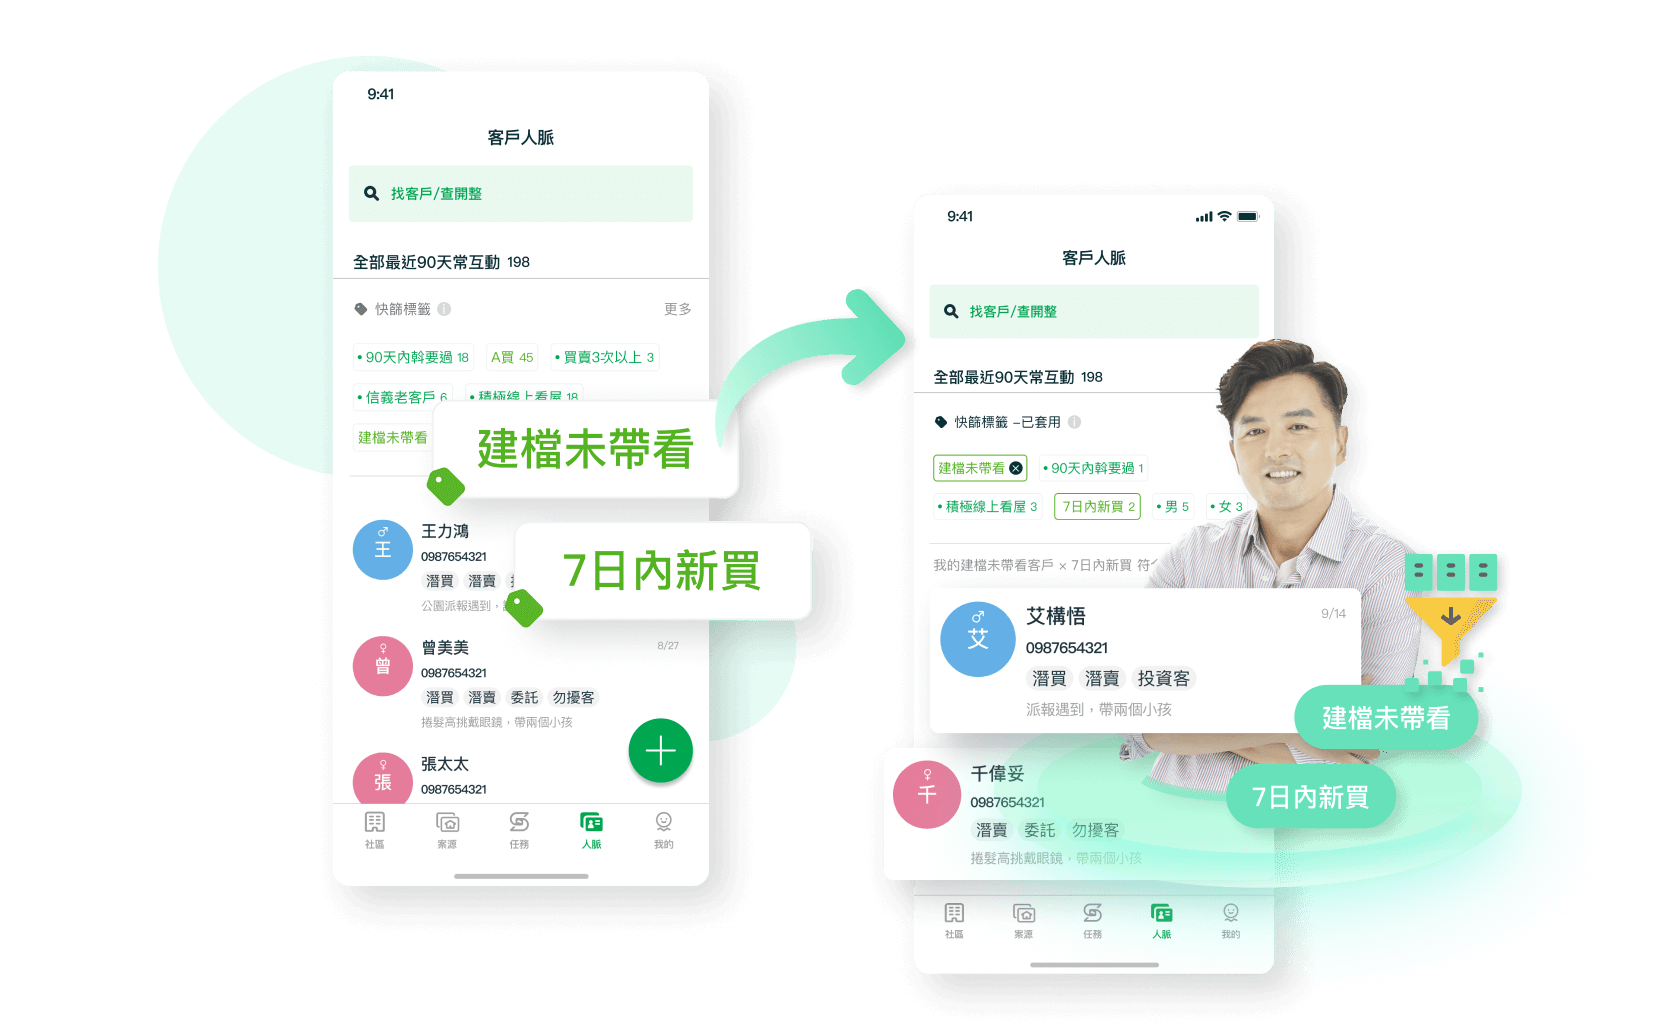 9:41
客戶人脈
找客戶/查開整
全部最近90天常互動 198
快篩標籤
更多
• 90天內斡要過 18
A買 45
• 買賣3次以上 3
• 信義老客戶 6
• 積極線上看屋 18
建檔未帶看
建檔未帶看
7日內新買
王
王力鴻
0987654321
潛買 潛賣
公園派報遇到，
曾
曾美美
8/27
0987654321
潛買 潛賣 委託 勿擾客
捲髮高挑戴眼鏡，帶兩個小孩
張
張太太
0987654321
社區 案源 任務 人脈 我的
9:41
客戶人脈
找客戶/查開整
全部最近90天常互動 198
快篩標籤 –已套用
建檔未帶看
• 90天內斡要過 1
• 積極線上看屋 3
7日內新買 2
• 男 5
• 女 3
我的建檔未帶看客戶 × 7日內新買 符
艾
艾構悟
9/14
0987654321
潛買 潛賣 投資客
派報遇到，帶兩個小孩
建檔未帶看
千
千偉妥
0987654321
潛賣 委託 勿擾客
捲髮高挑戴眼鏡，帶兩個小孩
7日內新買
社區 案源 任務 人脈 我的